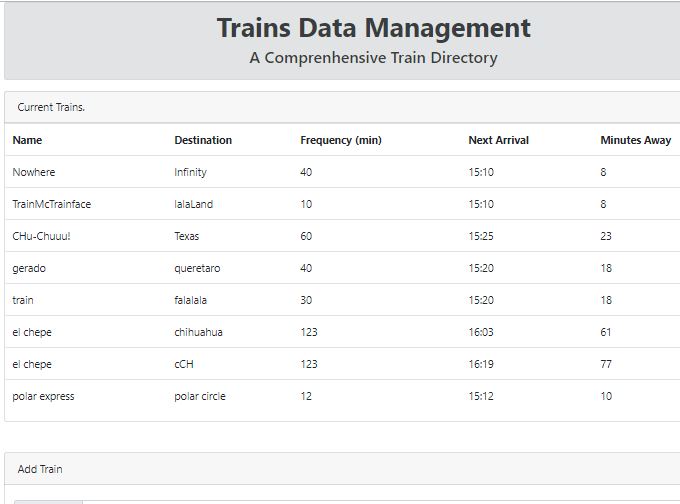 Trains Data Management
A Comprenhensive Train Directory
Current Trains.
Name Destination Frequency (min) Next Arrival Minutes Away
Nowhere Infinity 40 15:10 8
TrainMcTrainface lalaLand 10 15:10 8
CHu-Chuuu! Texas 60 15:25 23
gerado queretaro 40 15:20 18
train falalala 30 15:20 18
el chepe chihuahua 123 16:03 61
el chepe cCH 123 16:19 77
polar express polar circle 12 15:12 10
Add Train